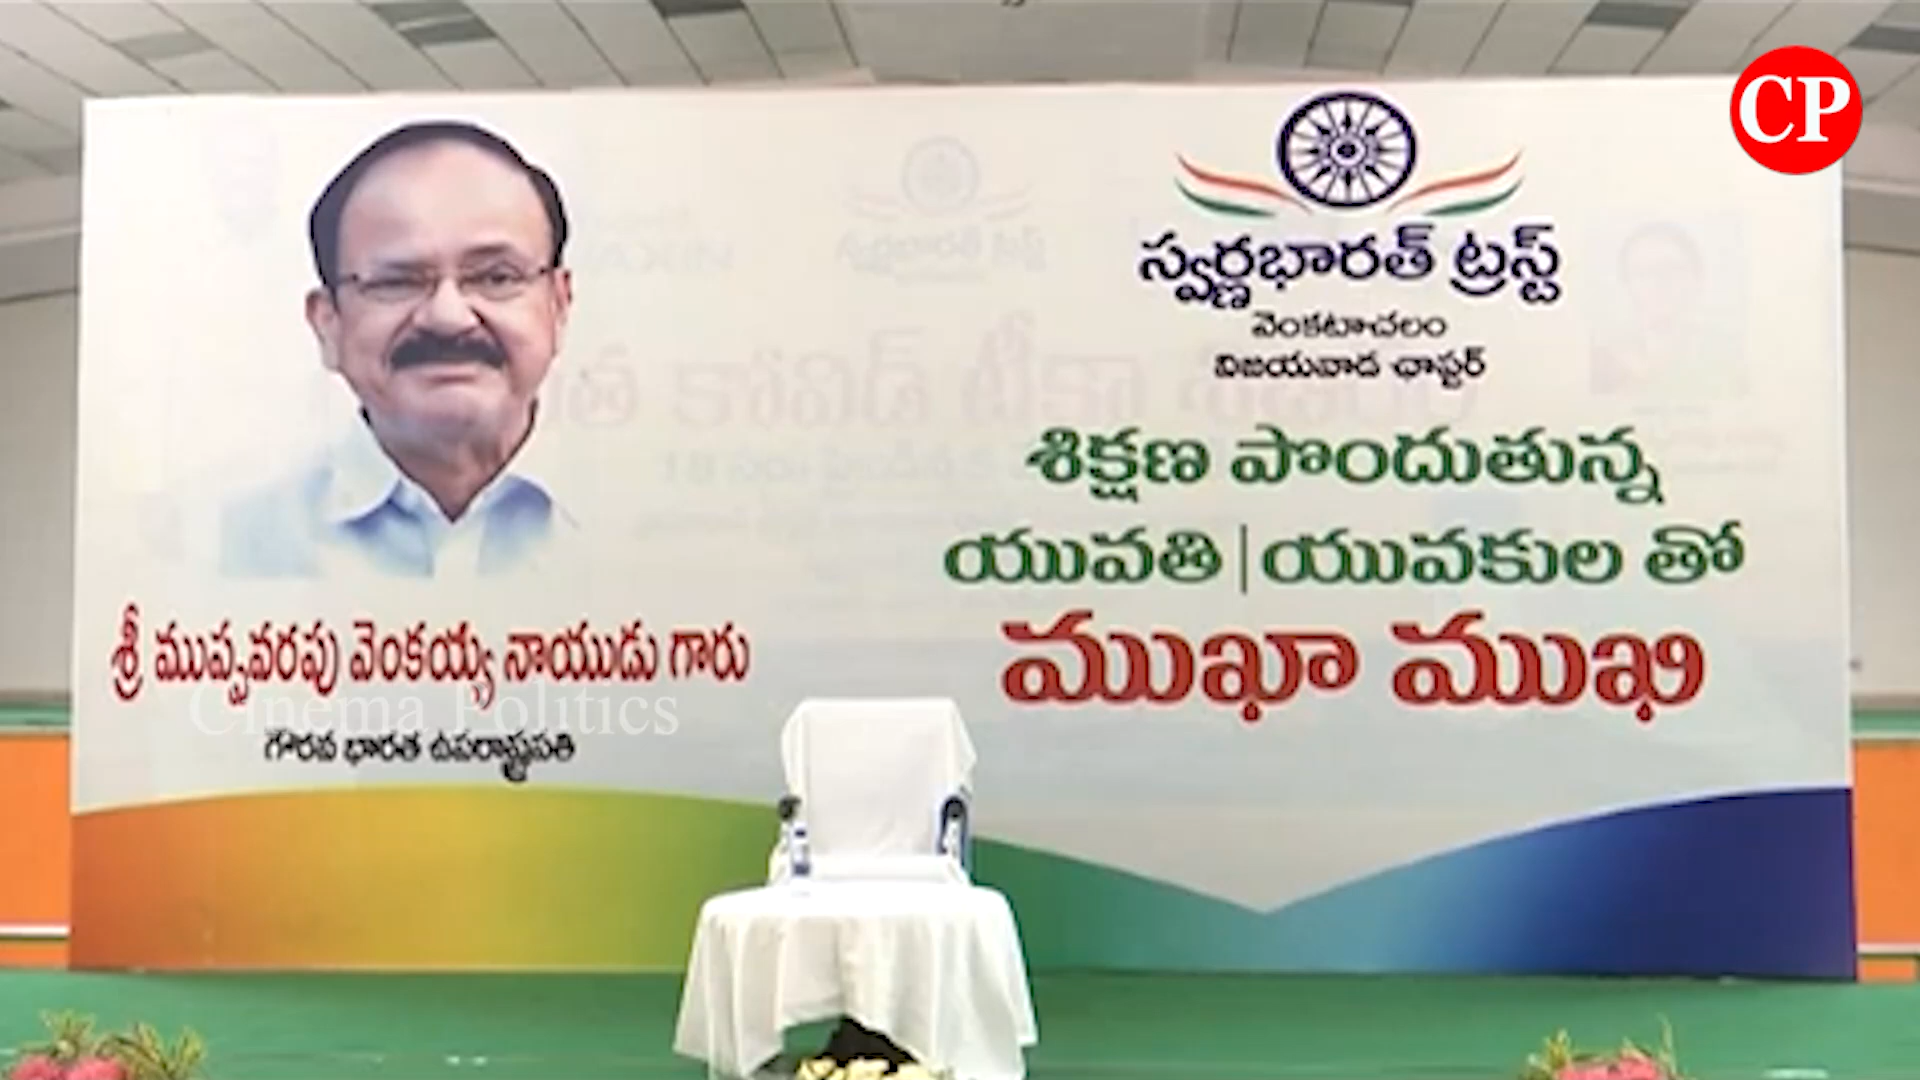 CP
స్వర్ణభారత్ ట్రస్ట్
వెంకటాచలం
విజయవాడ ఛాప్టర్
శిక్షణ పొందుతున్న
యువతి | యువకుల తో
ముఖా ముఖి
శ్రీ ముప్పవరపు వెంకయ్య నాయుడు గారు
Cinema Politics
గౌరవ భారత ఉపరాష్ట్రపతి